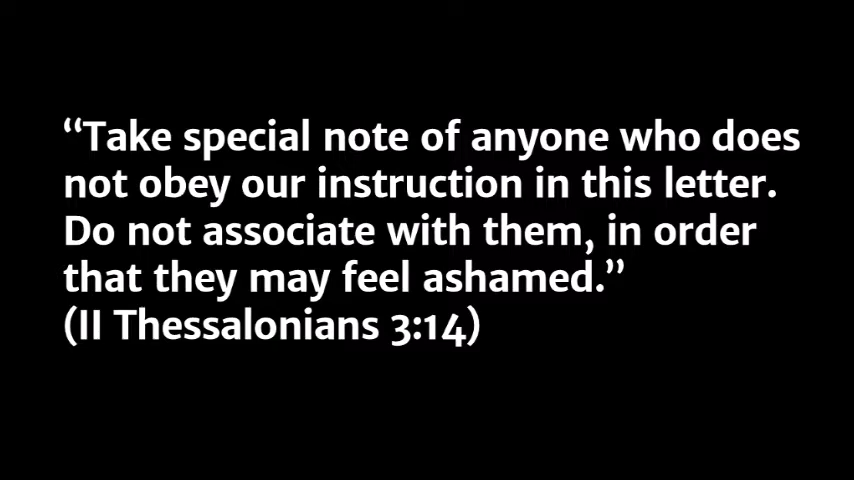 “Take special note of anyone who does
not obey our instruction in this letter.
Do not associate with them, in order
that they may feel ashamed.”
(II Thessalonians 3:14)